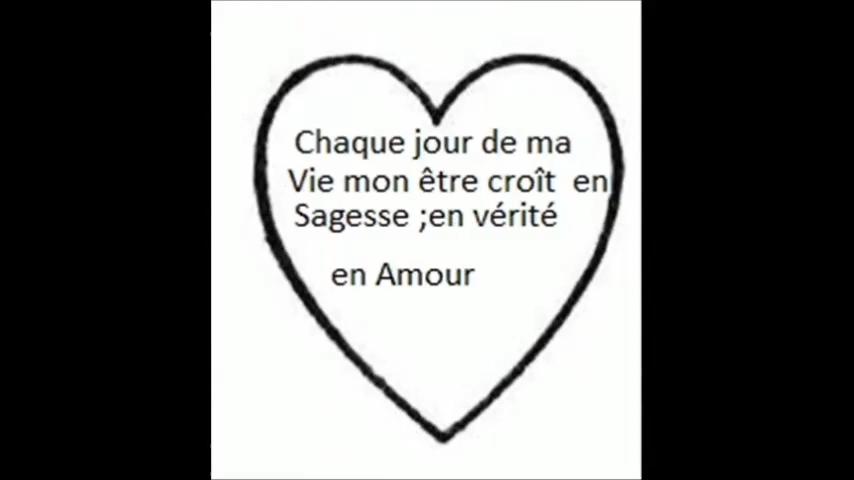 Chaque jour de ma
Vie mon être croît en
Sagesse ;en vérité
en Amour